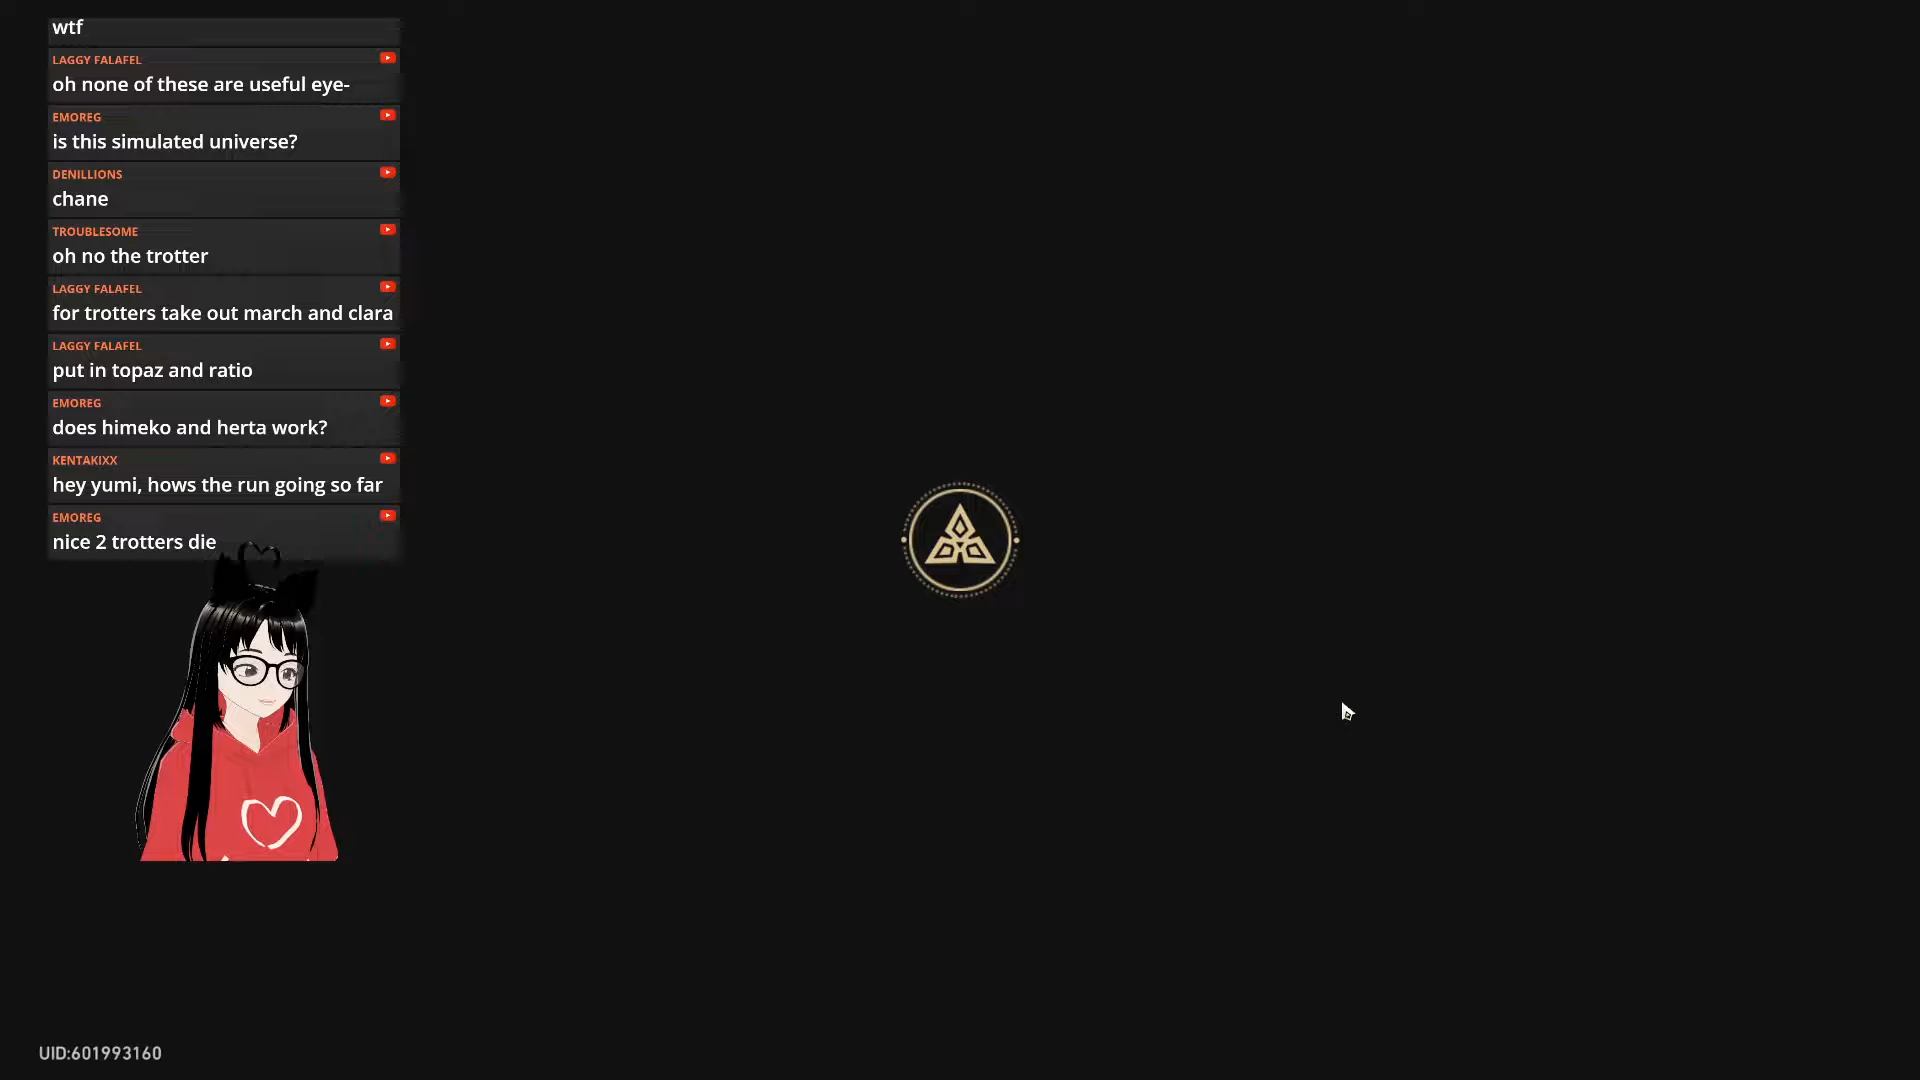 wtf
LAGGY FALAFEL
oh none of these are useful eye-
EMOREG
is this simulated universe?
DENILLIONS
chane
TROUBLESOME
oh no the trotter
LAGGY FALAFEL
for trotters take out march and clara
LAGGY FALAFEL
put in topaz and ratio
EMOREG
does himeko and herta work?
KENTAKIXX
hey yumi, hows the run going so far
EMOREG
nice 2 trotters die
UID:601993160